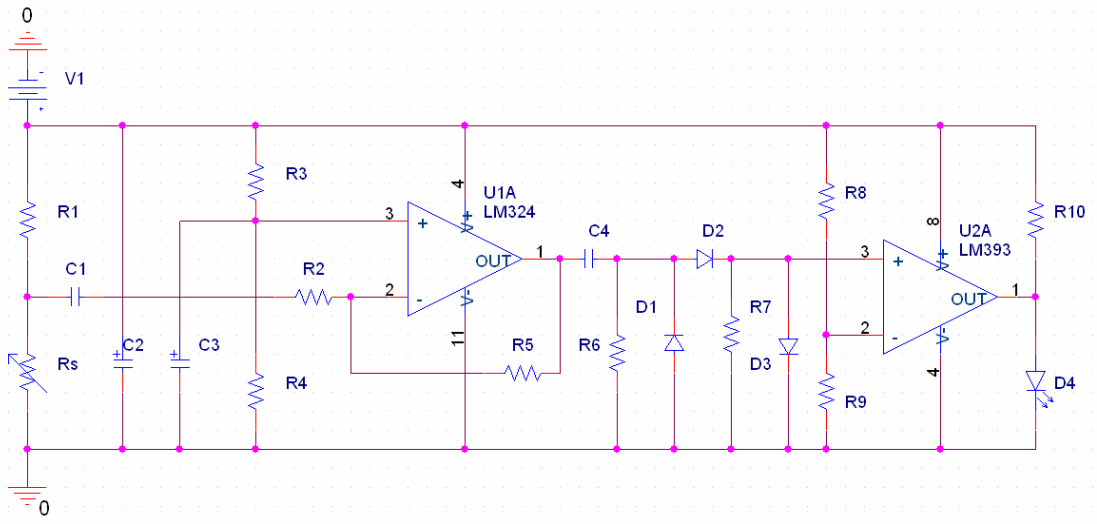 0
V1
-
+
R1
C1
Rs
+
C2
+
C3
R3
R4
R2
3
+
2
-
4
V+
U1A
LM324
OUT
1
V-
11
R5
C4
R6
D1
D2
R7
D3
R8
R9
3
+
2
-
8
V+
U2A
LM393
OUT
1
V-
4
R10
D4
0